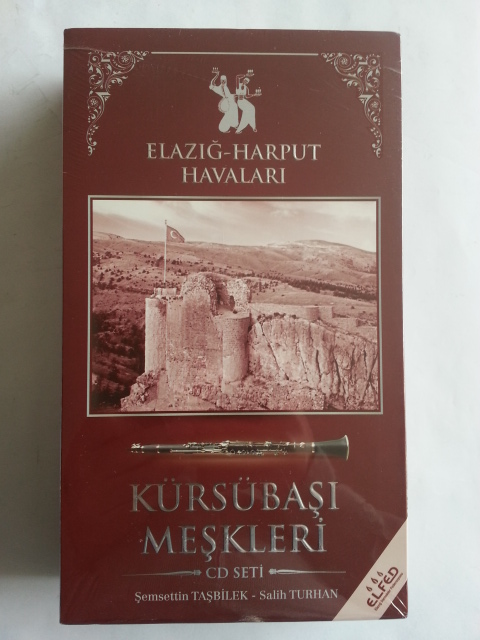 ELAZIĞ-HARPUT
HAVALARI
KÜRSÜBAŞI
MEŞKLERİ
CD SETİ
Şemsettin TAŞBİLEK - Salih TURHAN
ELFED